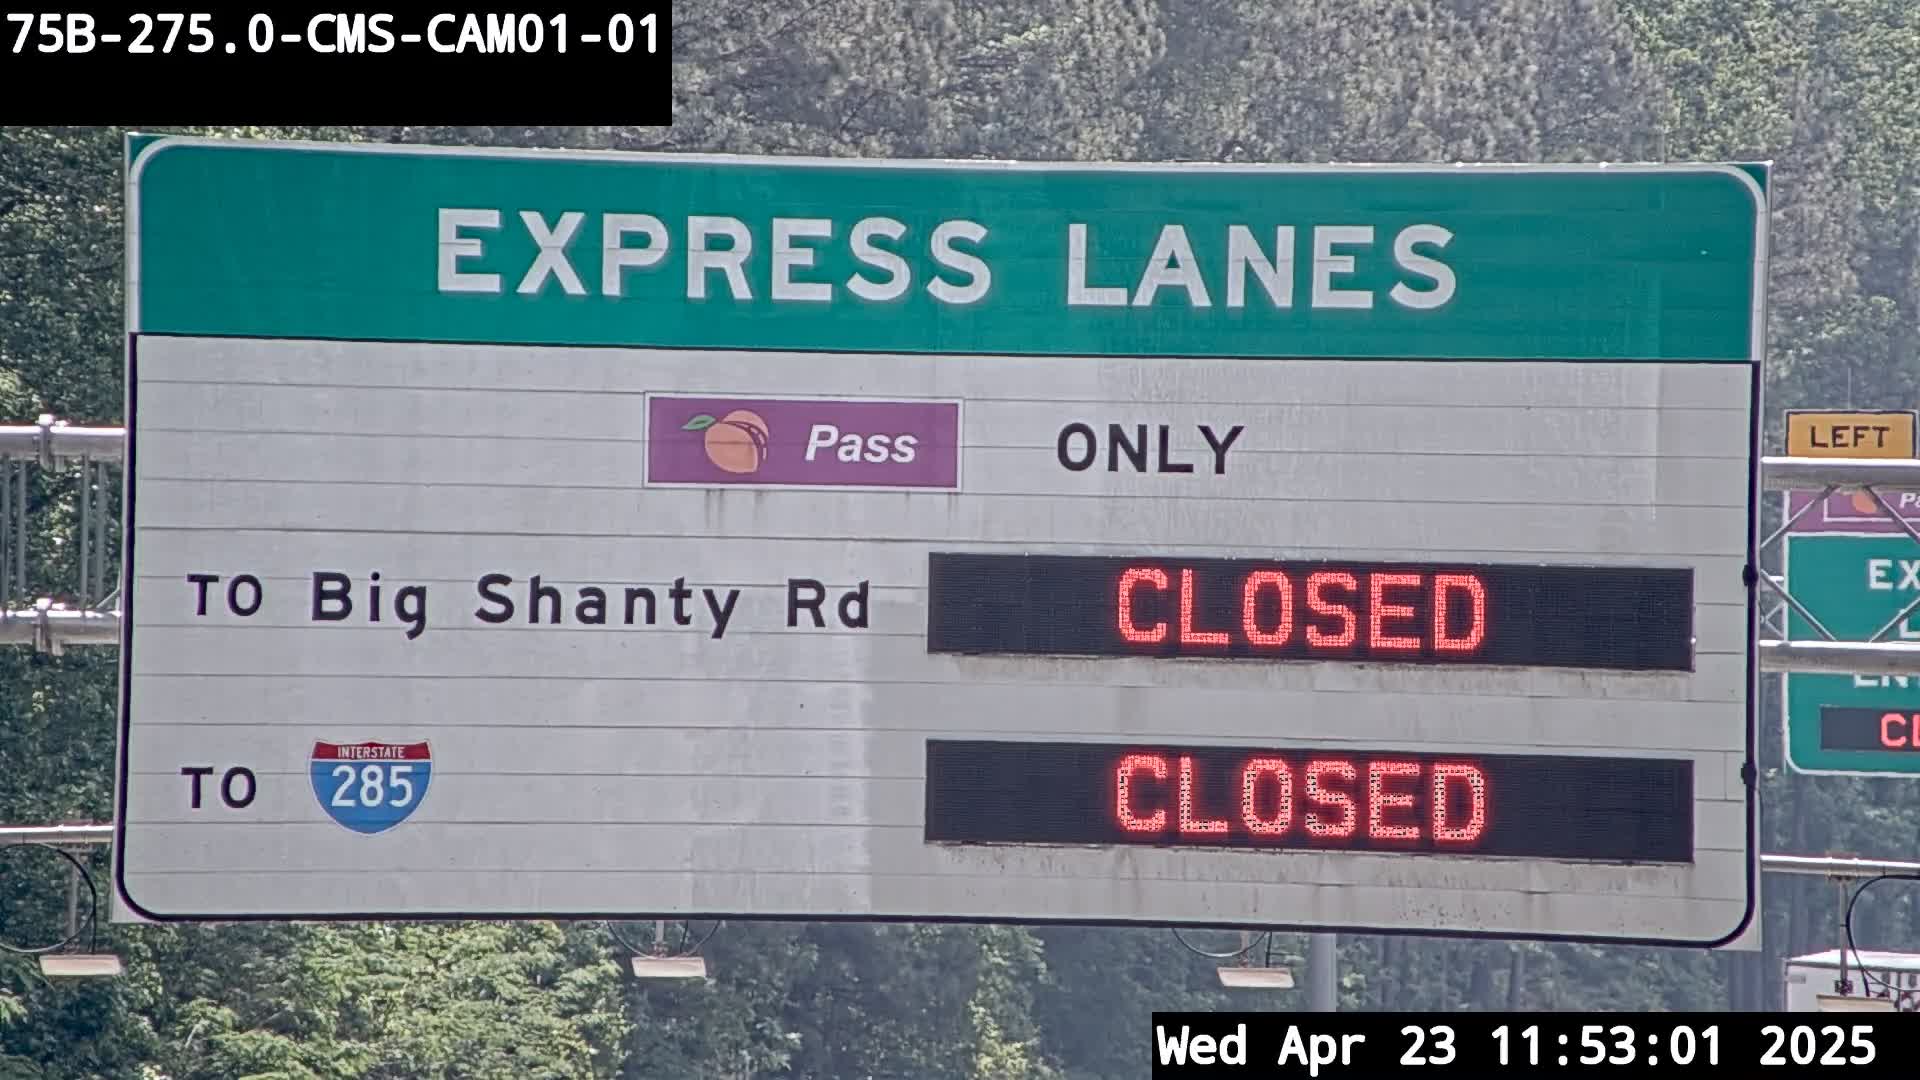 75B-275.0-CMS-CAM01-01
EXPRESS LANES
Pass ONLY
TO Big Shanty Rd CLOSED
TO INTERSTATE 285 CLOSED
LEFT
Wed Apr 23 11:53:01 2025